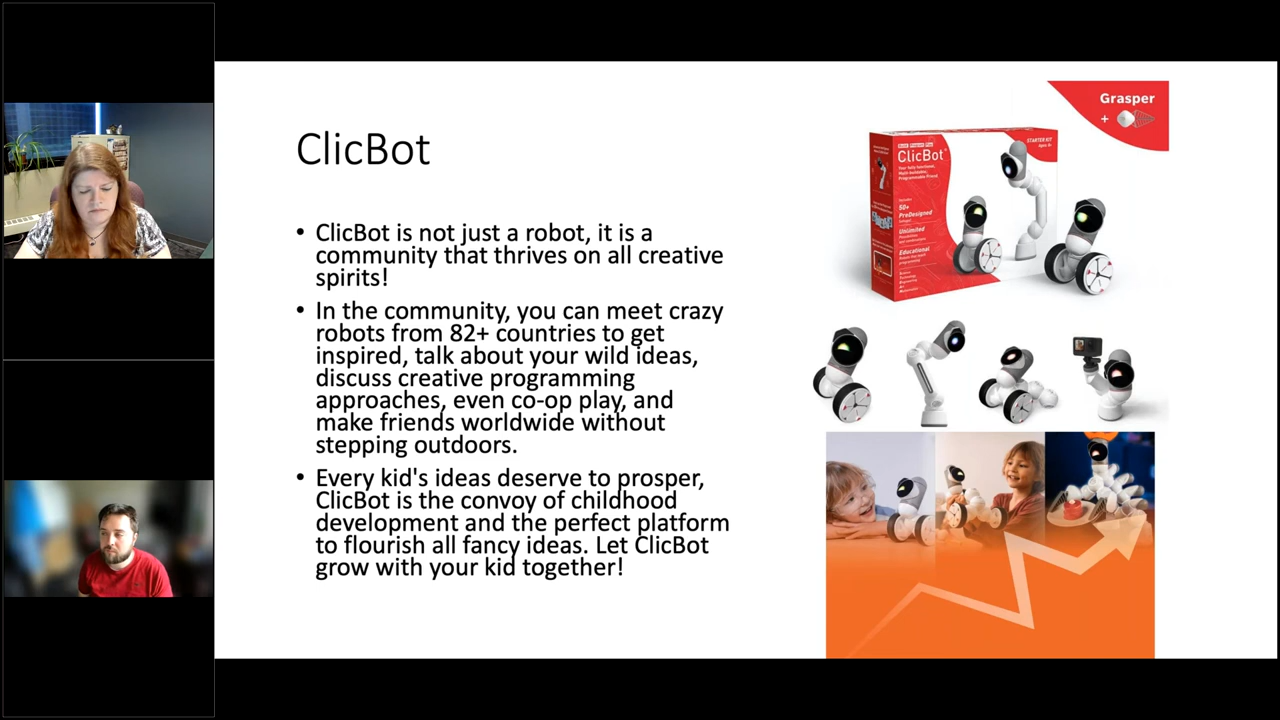 ClicBot
• ClicBot is not just a robot, it is a
community that thrives on all creative
spirits!
• In the community, you can meet crazy
robots from 82+ countries to get
inspired, talk about your wild ideas,
discuss creative programming
approaches, even co-op play, and
make friends worldwide without
stepping outdoors.
• Every kid's ideas deserve to prosper,
ClicBot is the convoy of childhood
development and the perfect platform
to flourish all fancy ideas. Let ClicBot
grow with your kid together!
Grasper
+
STARTER KIT
ClicBot
50+
PreDesigned
Unlimited
Educational